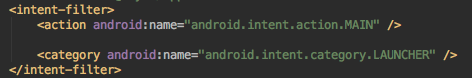 <intent-filter>
<action android:name="android.intent.action.MAIN" />
<category android:name="android.intent.category.LAUNCHER" />
</intent-filter>